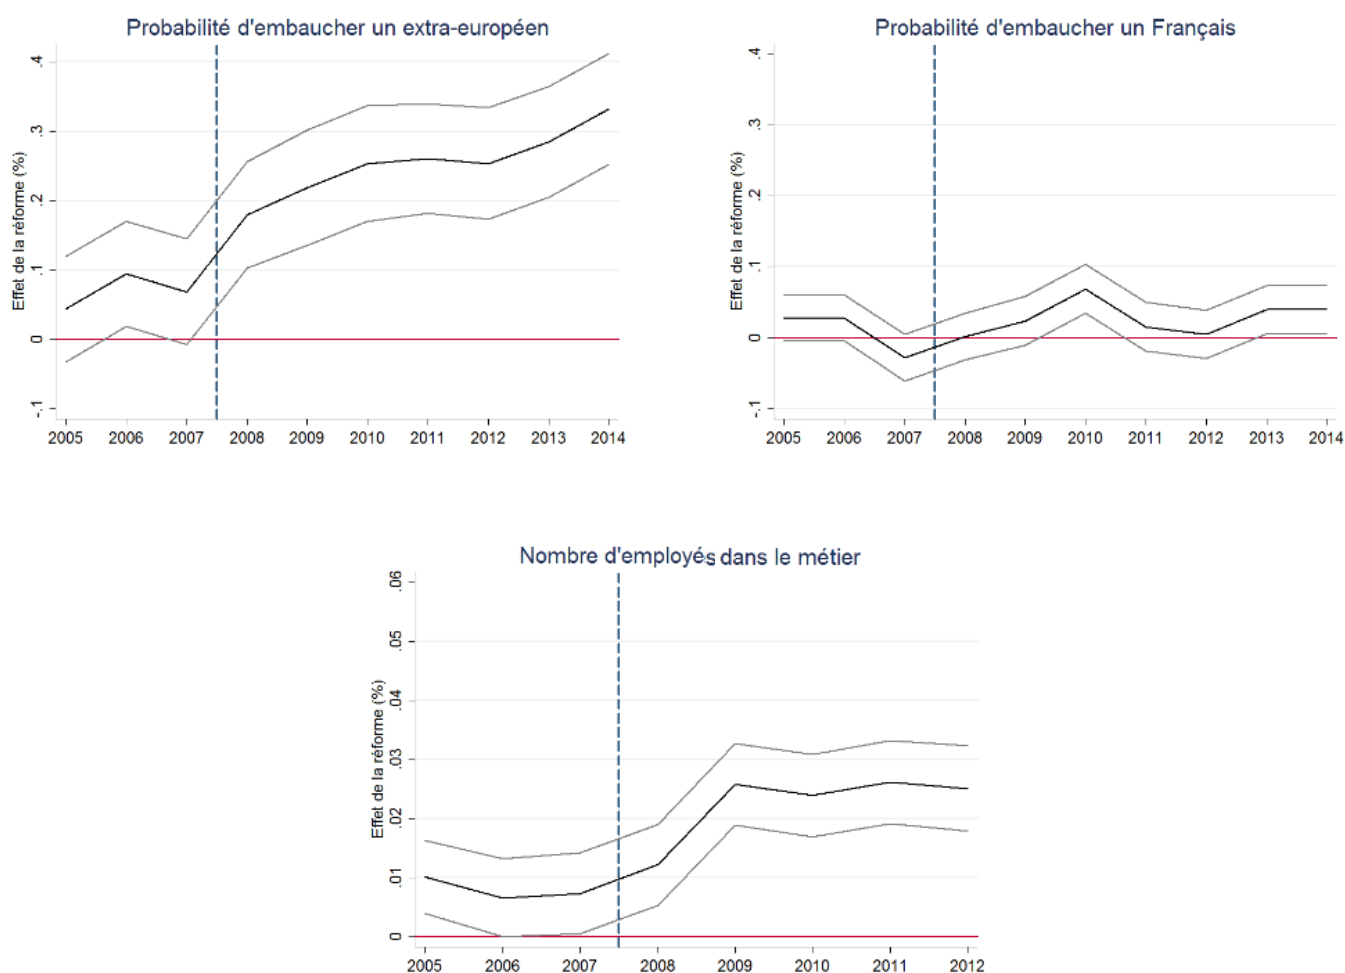 Probabilité d'embaucher un extra-européen
Effet de la réforme (%)
.4
.3
.2
.1
0
-.1
2005 2006 2007 2008 2009 2010 2011 2012 2013 2014
Probabilité d'embaucher un Français
Effet de la réforme (%)
.4
.3
.2
.1
0
-.1
2005 2006 2007 2008 2009 2010 2011 2012 2013 2014
Nombre d'employés dans le métier
Effet de la réforme (%)
.06
.05
.04
.03
.02
.01
0
2005 2006 2007 2008 2009 2010 2011 2012